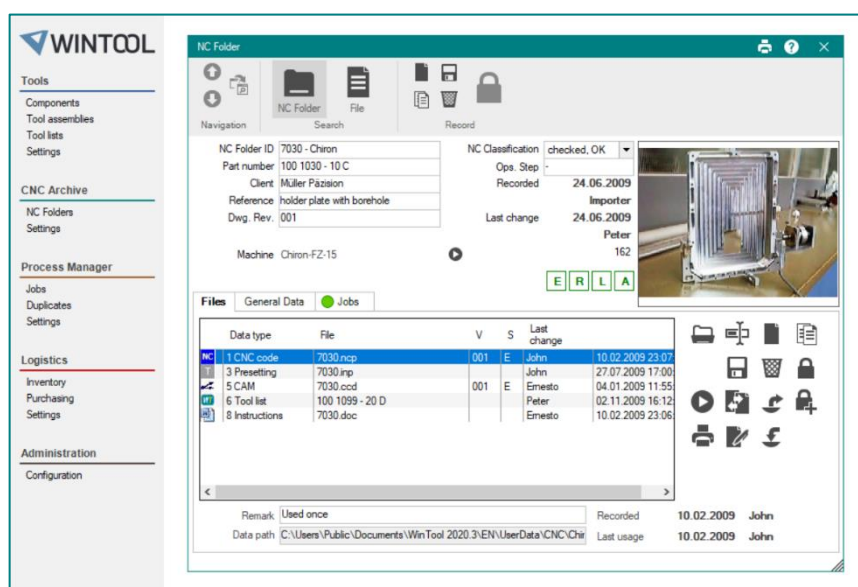 WINTOOL
Tools
Components
Tool assemblies
Tool lists
Settings
CNC Archive
NC Folders
Settings
Process Manager
Jobs
Duplicates
Settings
Logistics
Inventory
Purchasing
Settings
Administration
Configuration
NC Folder
?
NC Folder File
Navigation Search Record
NC Folder ID 7030 - Chiron NC Classification checked, OK
Part number 100 1030 - 10 C Ops. Step -
Client Müller Päzision Recorded 24.06.2009
Reference holder plate with borehole Importer
Dwg. Rev. 001 Last change 24.06.2009
Peter
Machine Chiron-FZ-15 162
E R L A
Files General Data Jobs
Data type File V S Last change
NC 1 CNC code 7030.ncp 001 E John 10.02.2009 23:07:
T 3 Presetting 7030.inp John 27.07.2009 17:00:
5 CAM 7030.ccd 001 E Ernesto 04.01.2009 11:55:
6 Tool list 100 1099 - 20 D Peter 02.11.2009 16:12:
8 Instructions 7030.doc Ernesto 10.02.2009 23:06:
Remark Used once Recorded 10.02.2009 John
Data path C:\Users\Public\Documents\WinTool 2020.3\EN\UserData\CNC\Chir Last usage 10.02.2009 John